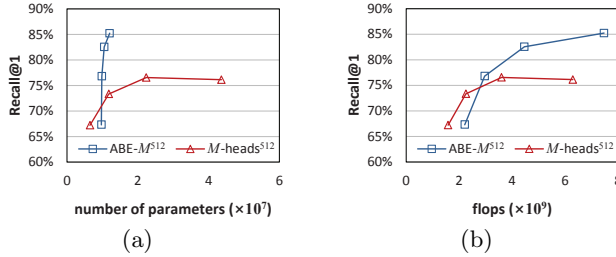 90%
85%
80%
75%
70%
65%
60%
Recall@1
ABE-M⁵¹² M-heads⁵¹²
0 2 4 6
number of parameters (×10⁷)
(a)
90%
85%
80%
75%
70%
65%
60%
Recall@1
ABE-M⁵¹² M-heads⁵¹²
0 2 4 6 8
flops (×10⁹)
(b)